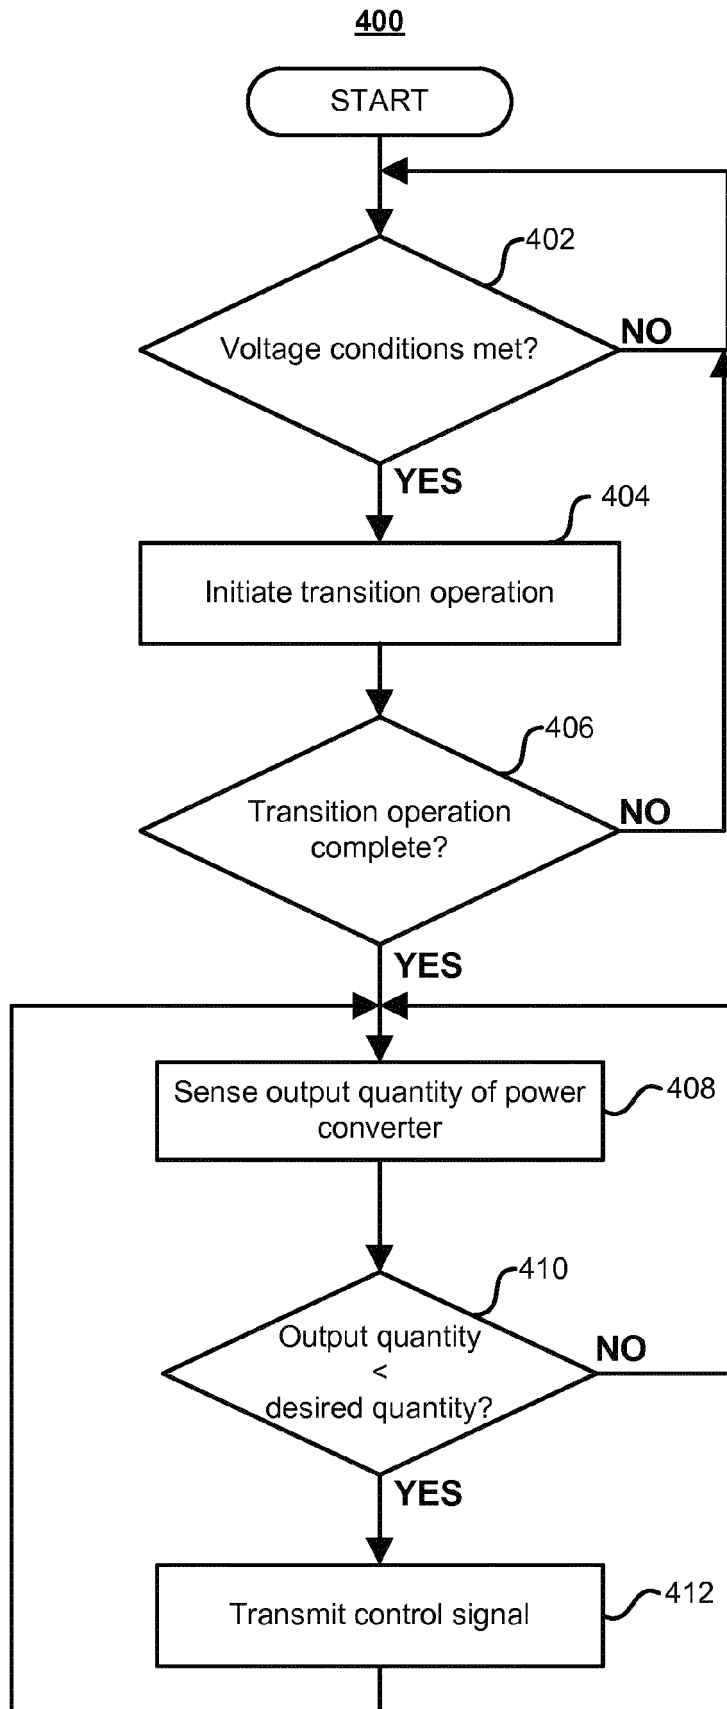 400
START
402
Voltage conditions met?
NO
YES
404
Initiate transition operation
406
Transition operation
complete?
NO
YES
Sense output quantity of power
converter
408
410
Output quantity
<
desired quantity?
NO
YES
Transmit control signal
412